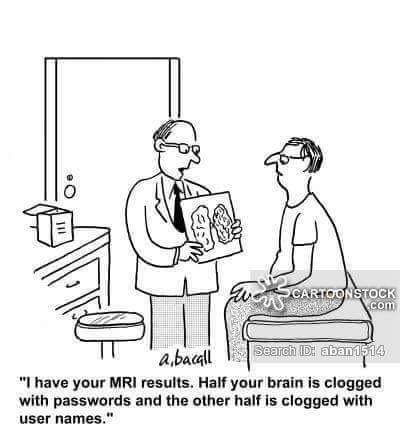 CARTOONSTOCK
.com
Search ID: aban1514
a. bacall
"I have your MRI results. Half your brain is clogged
with passwords and the other half is clogged with
user names."